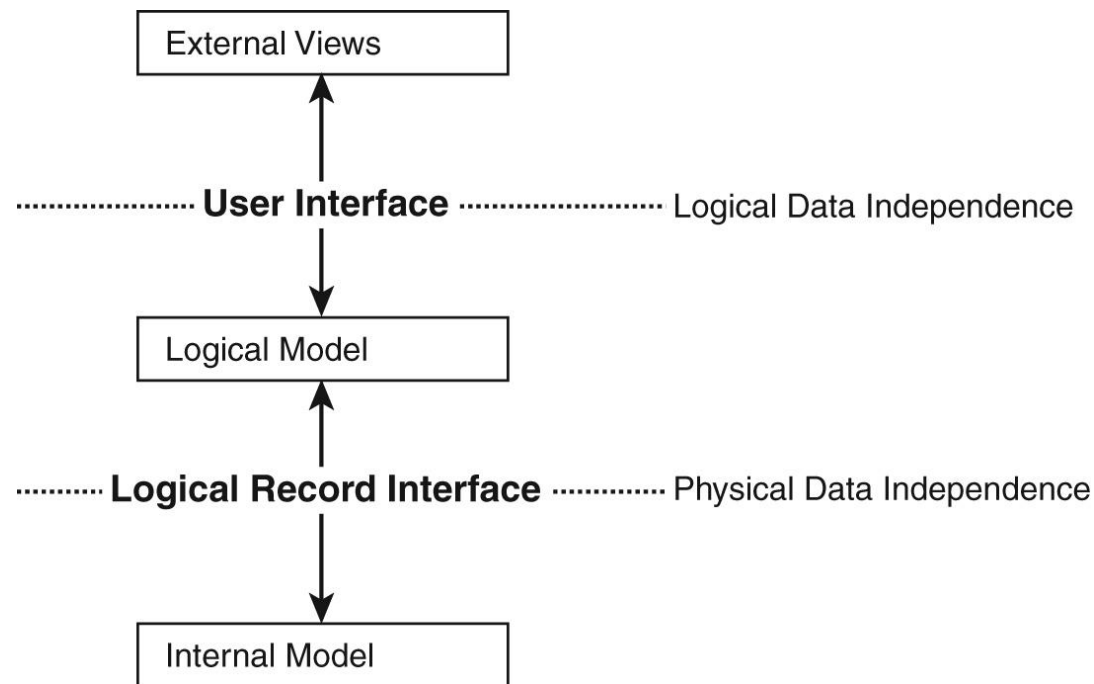 External Views
User Interface
Logical Data Independence
Logical Model
Logical Record Interface
Physical Data Independence
Internal Model